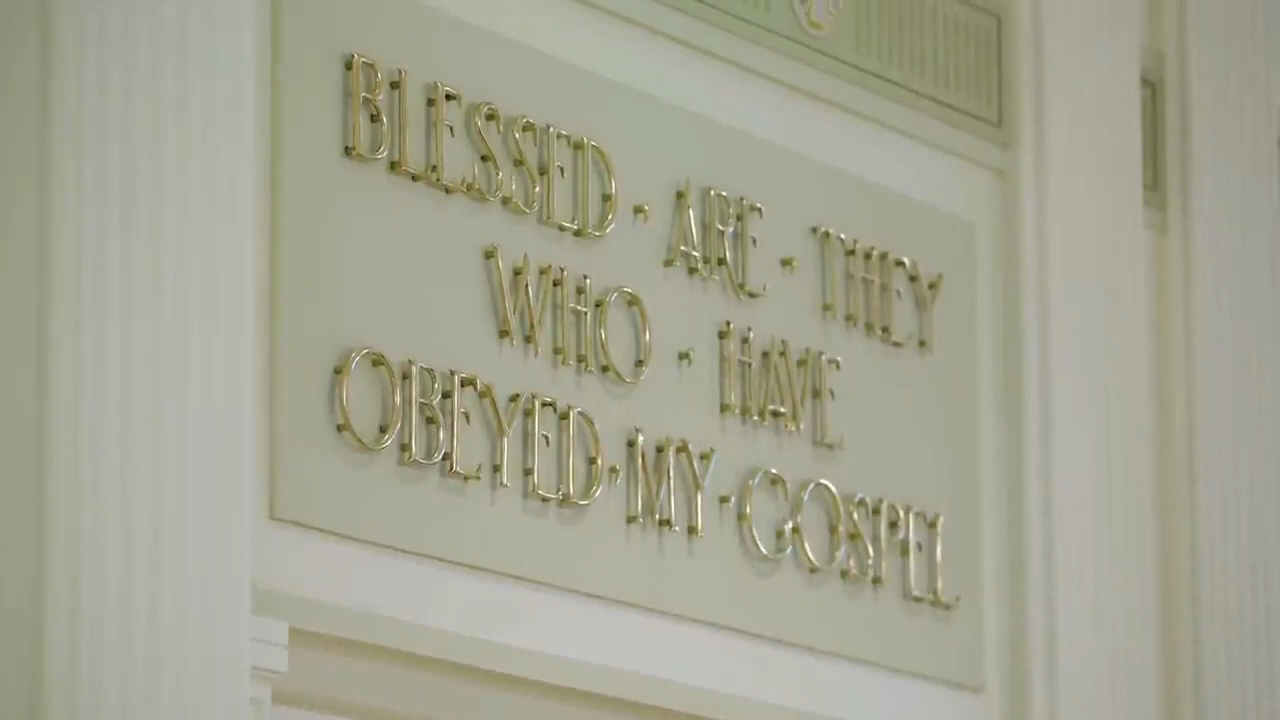 BLESSED · ARE · THEY
WHO · HAVE
OBEYED · MY · GOSPEL